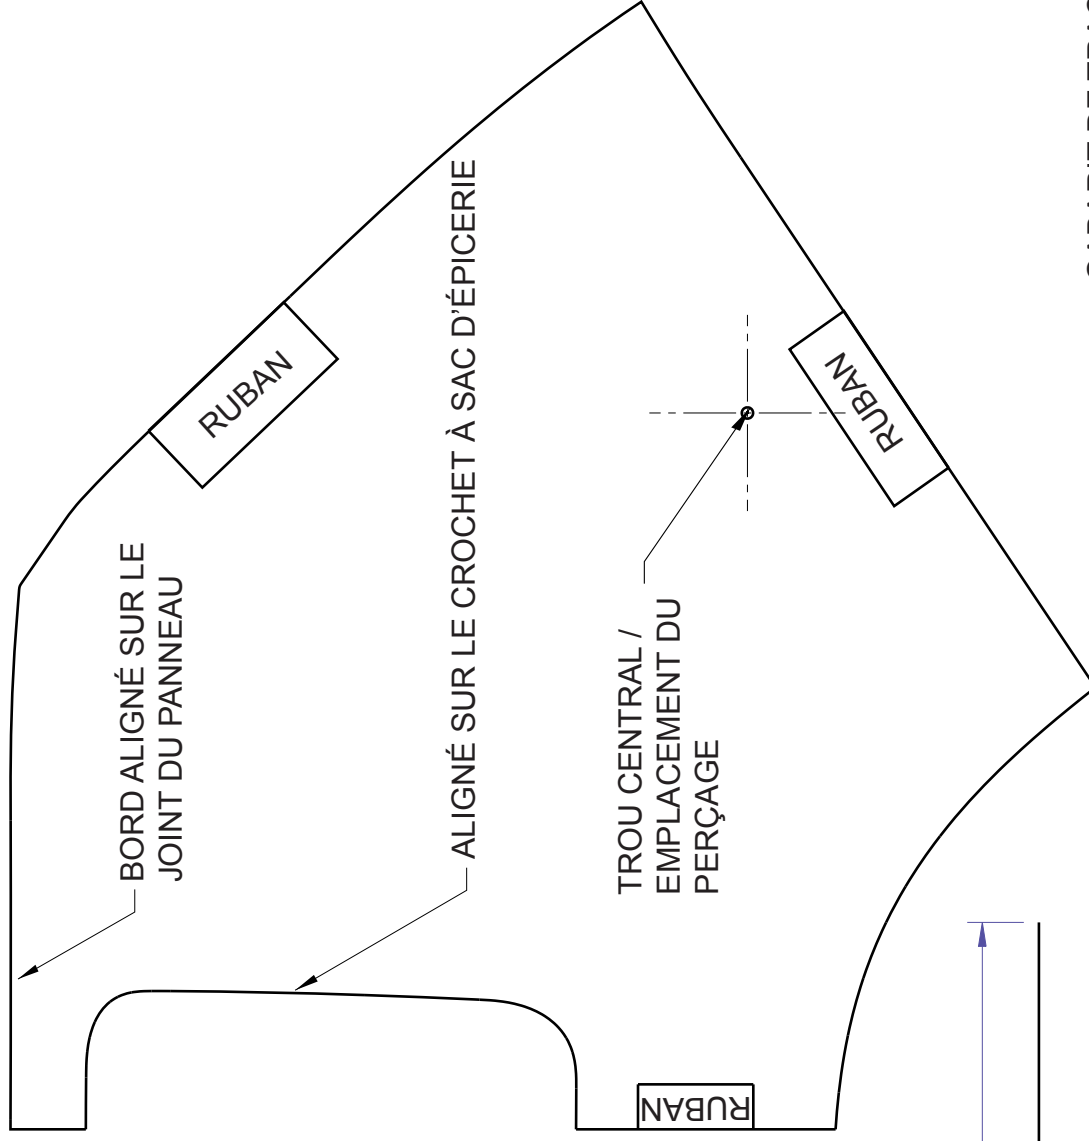 BORD ALIGNÉ SUR LE
JOINT DU PANNEAU
RUBAN
ALIGNÉ SUR LE CROCHET À SAC D'ÉPICERIE
TROU CENTRAL /
EMPLACEMENT DU
PERÇAGE
RUBAN
RUBAN